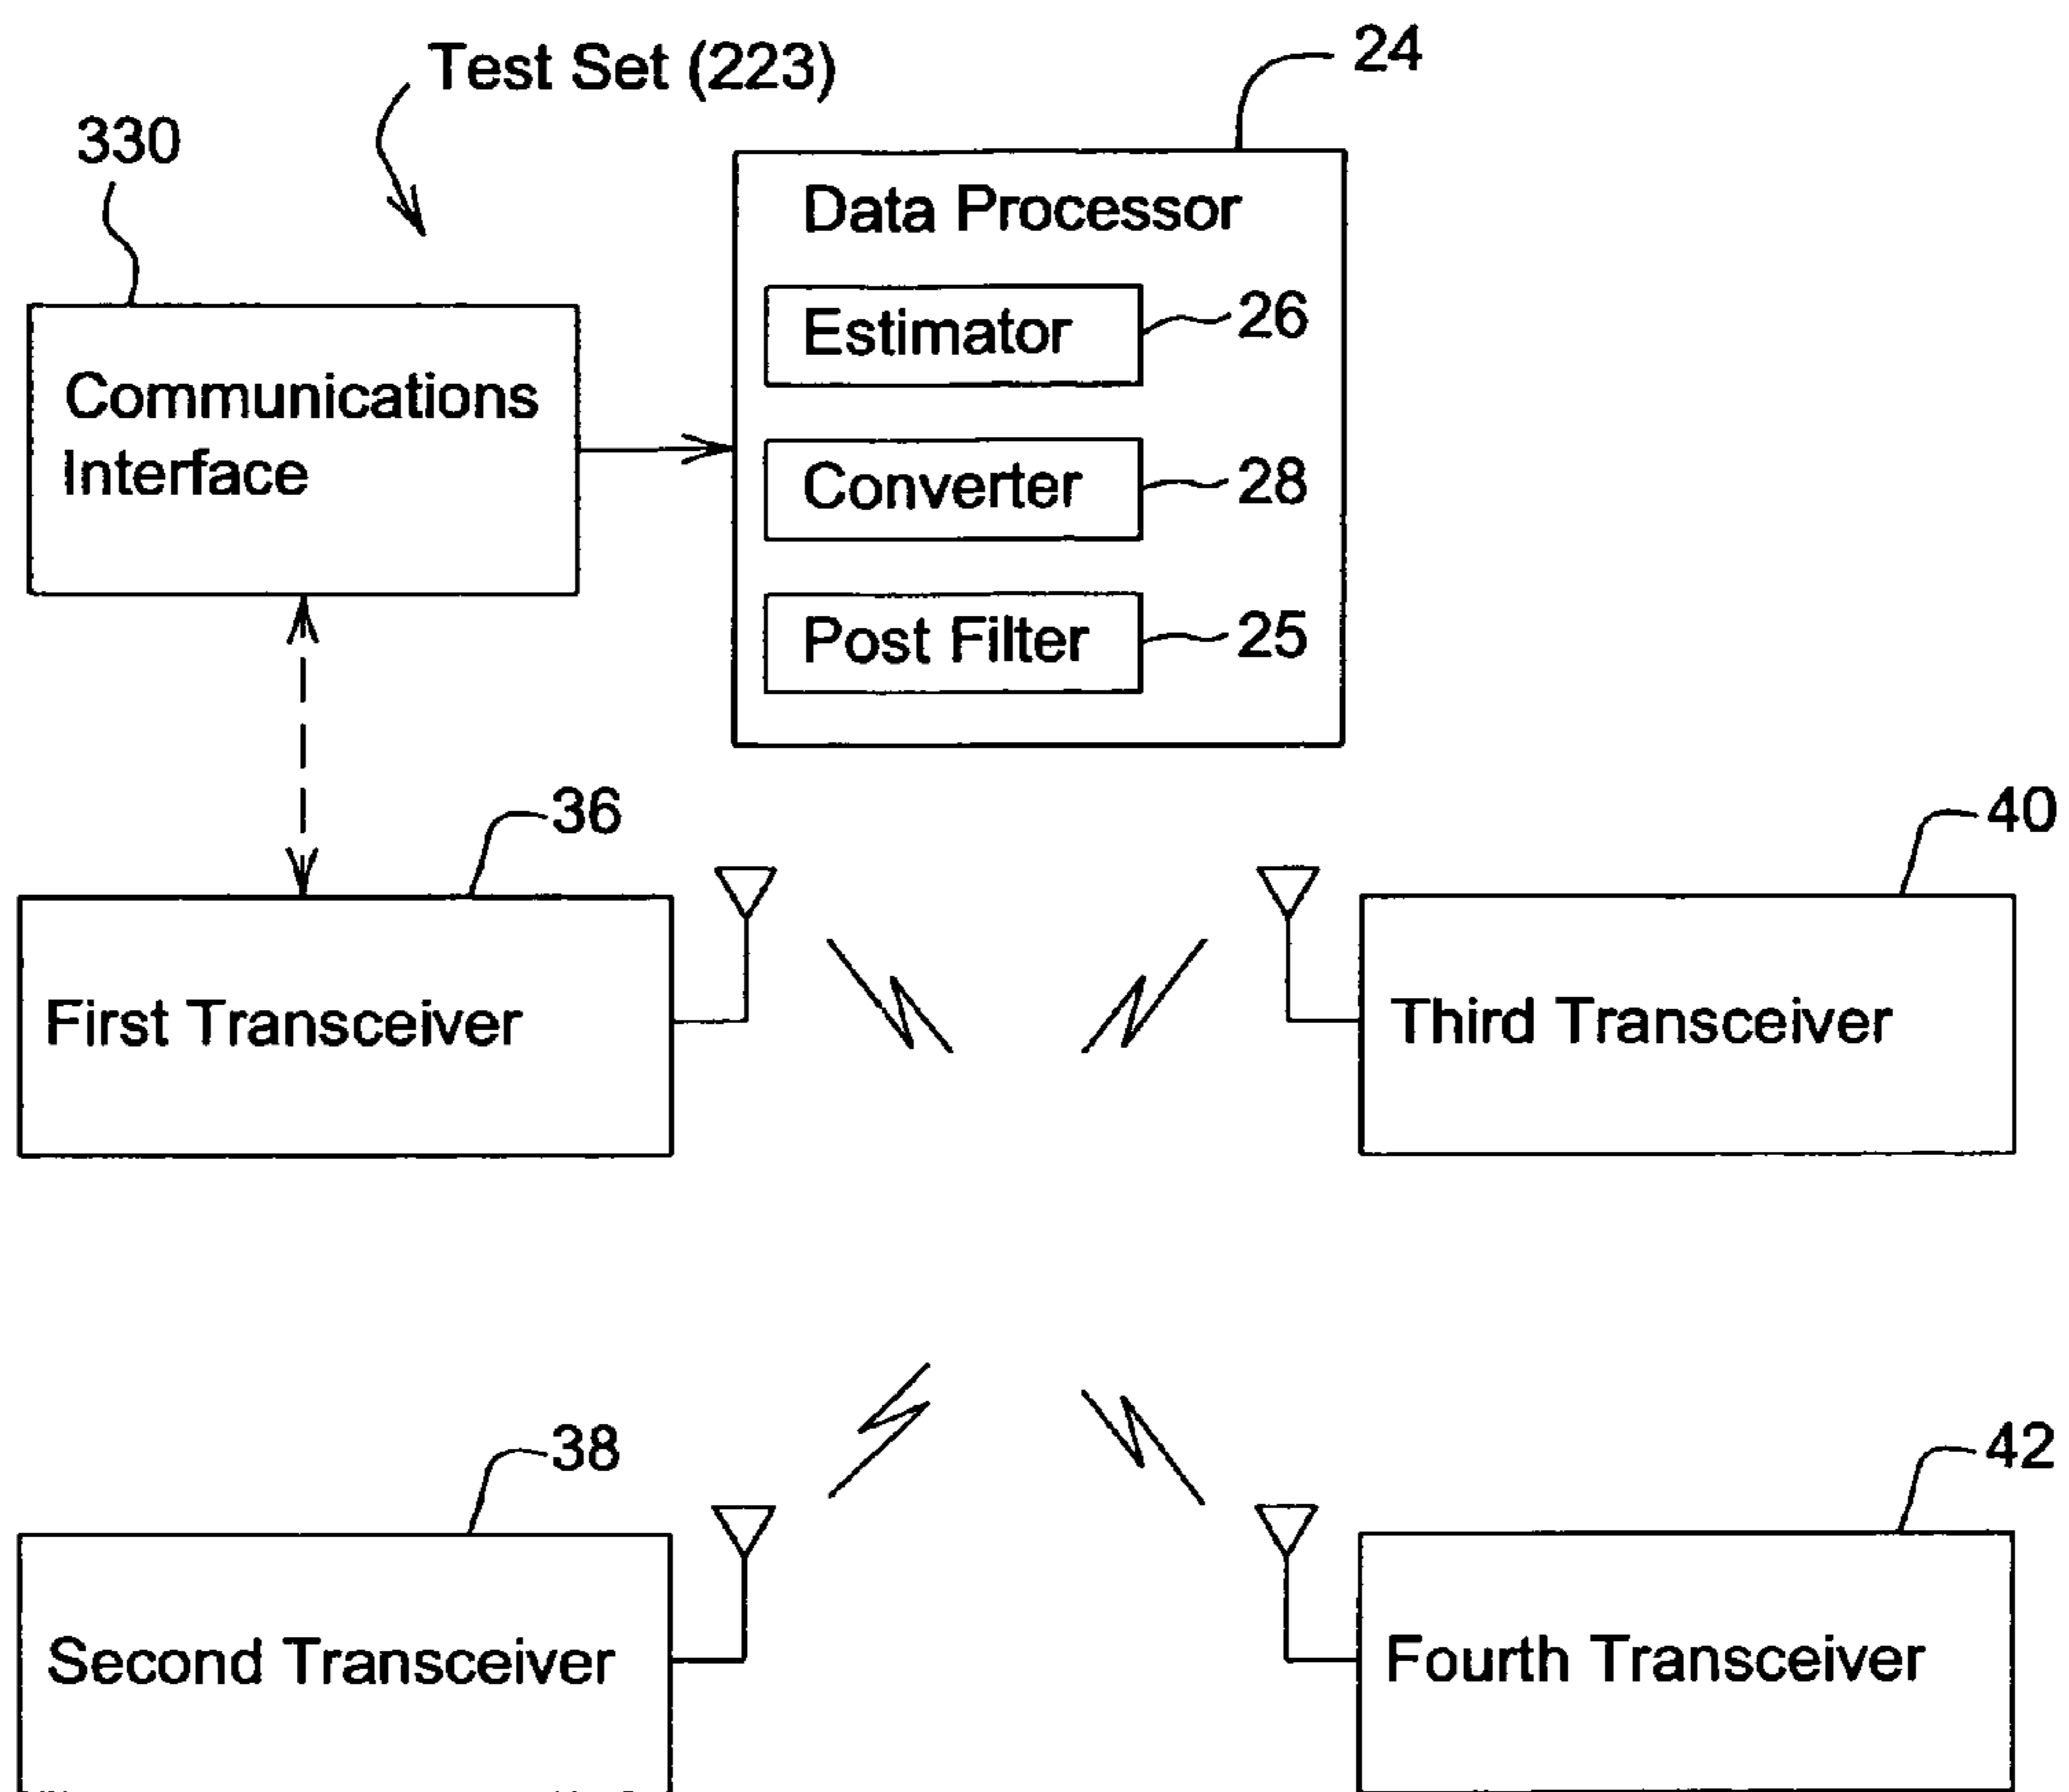 Test Set (223)
24
330
Data Processor
Estimator
26
Communications
Interface
Converter
28
Post Filter
25
36
40
First Transceiver
Third Transceiver
38
42
Second Transceiver
Fourth Transceiver